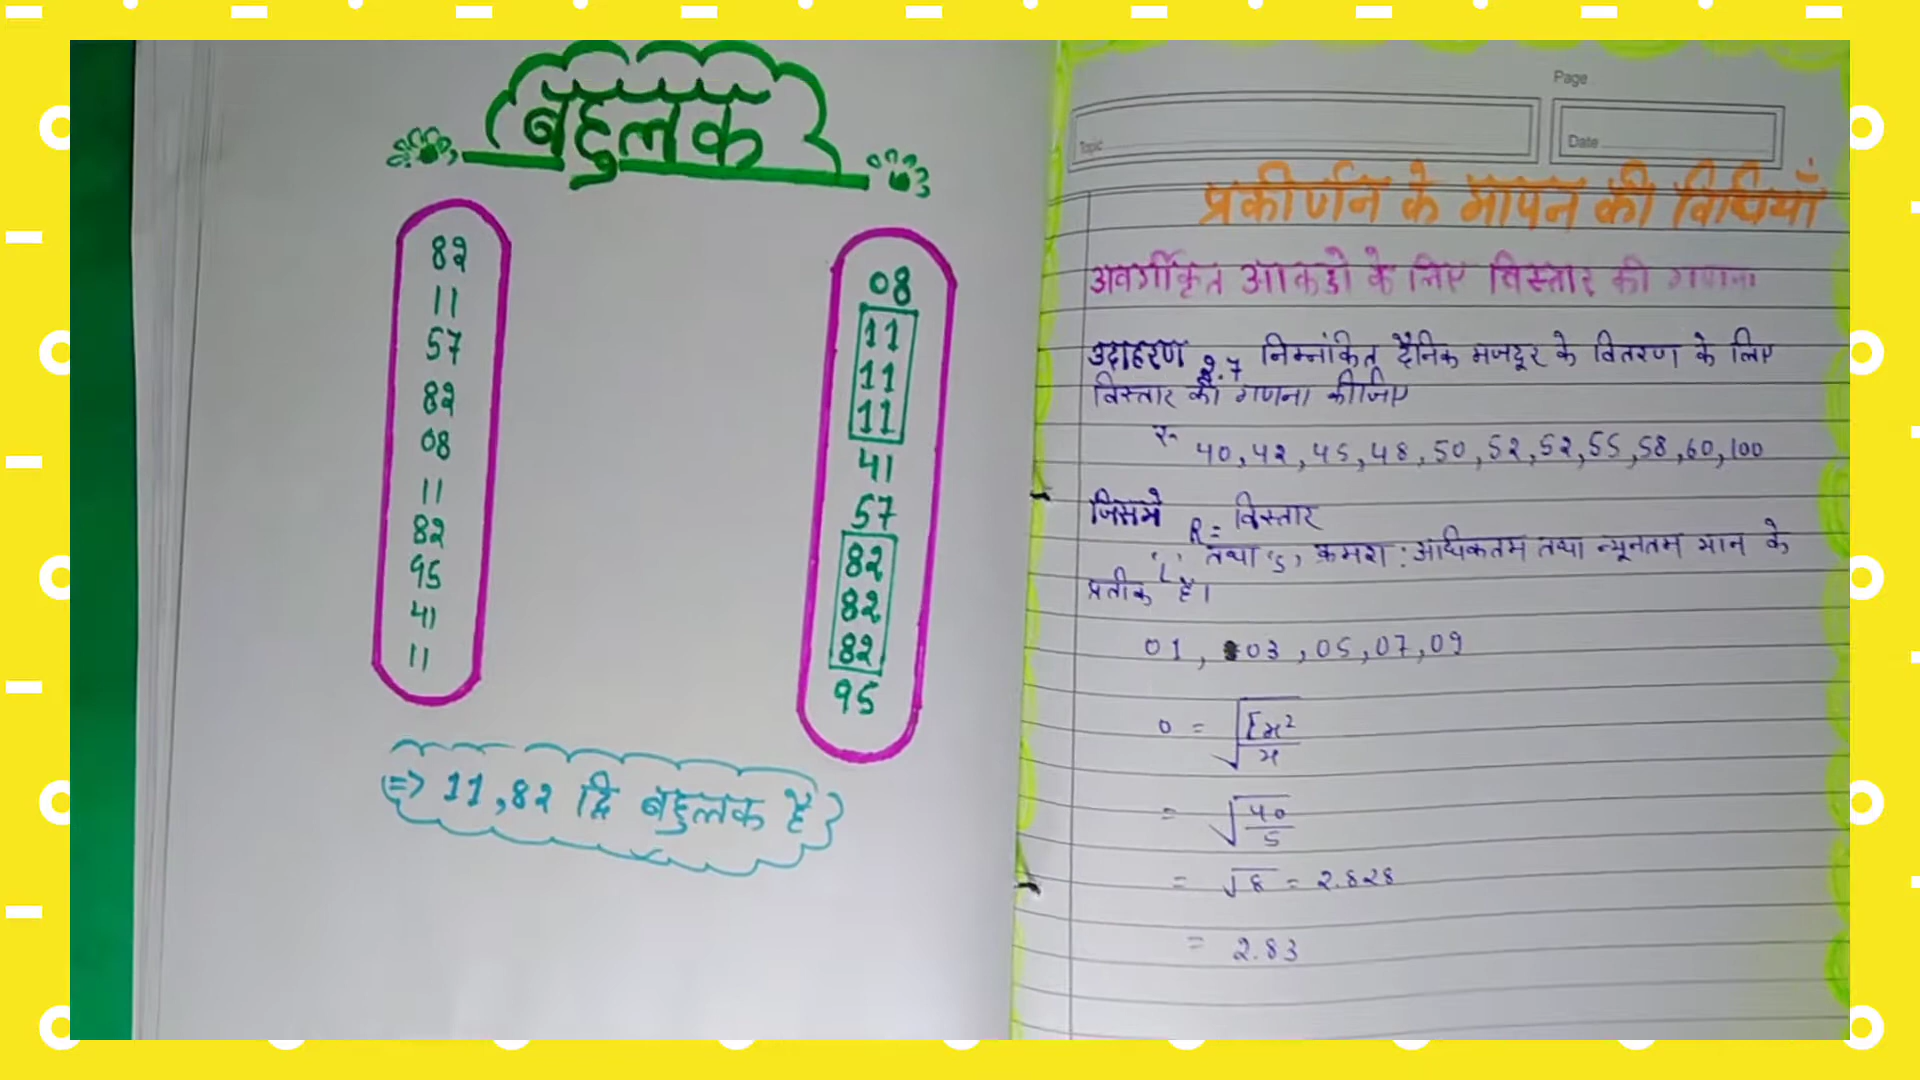 बहुलक
82
11
57
82
08
11
82
95
41
11
08
11
11
11
41
57
82
82
82
95
=> 11,82 द्वि बहुलक है
Page
Topic
Date
प्रकीर्णन के मापन की विधियाँ
अवर्गीकृत आकडो के लिए विस्तार की गणना
उदाहरण 2.7 निम्नांकित दैनिक मजदूर के वितरण के लिए
विस्तार की गणना कीजिए
40,42,45,48,50,52,52,55,58,60,100
जिसमे R = विस्तार
'L' तथा 'S' क्रमश: अधिकतम तथा न्यूनतम मान के
प्रतीक है।
01, 03, 05, 07, 09
σ = √Σx²/x
= √40/5
= √8 = 2.828
= 2.83